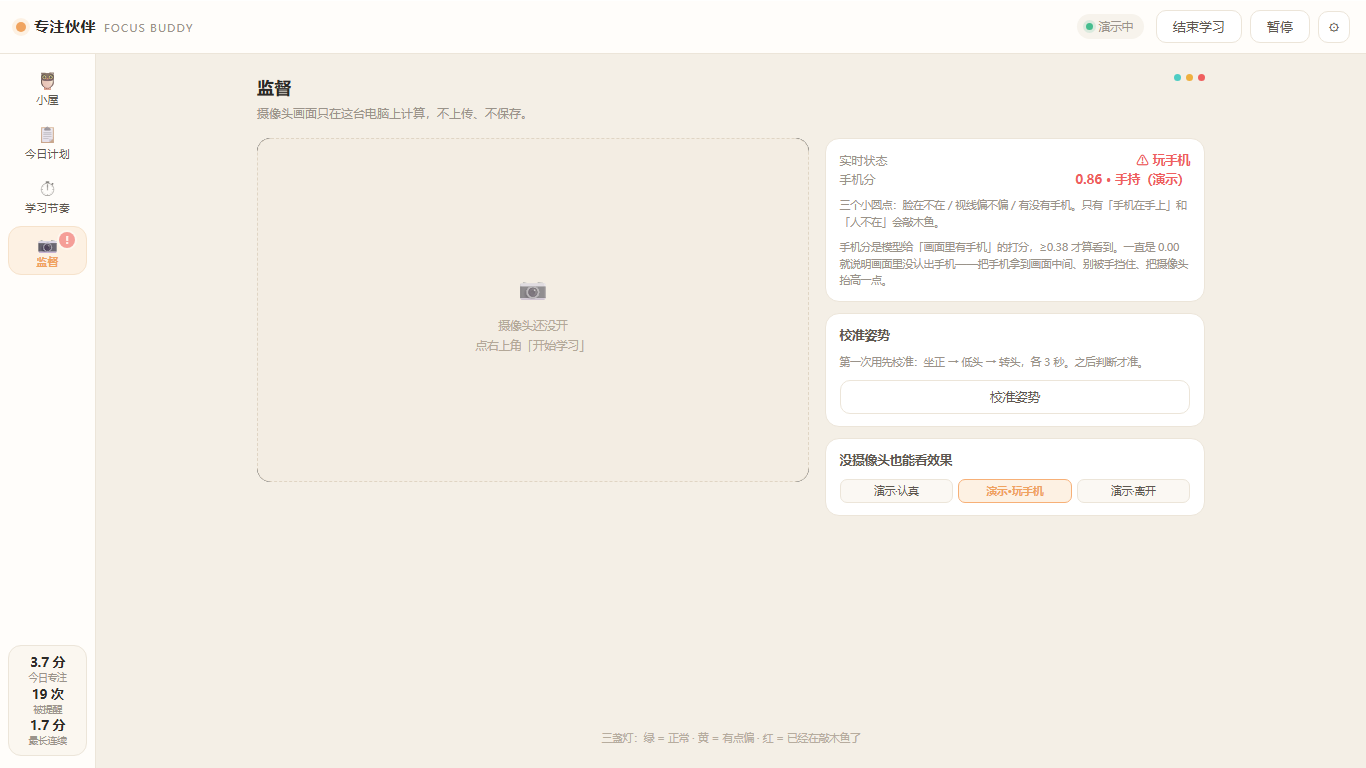 专注伙伴 FOCUS BUDDY
演示中
结束学习
暂停
小屋
今日计划
学习节奏
!
监督
3.7 分
今日专注
19 次
被提醒
1.7 分
最长连续
监督
摄像头画面只在这台电脑上计算，不上传、不保存。
摄像头还没开
点右上角「开始学习」
实时状态 玩手机
手机分 0.86 • 手持（演示）
三个小圆点：脸在不在 / 视线偏不偏 / 有没有手机。只有「手机在手上」和
「人不在」会敲木鱼。
手机分是模型给「画面里有手机」的打分，≥0.38 才算看到。一直是 0.00
就说明画面里没认出手机——把手机拿到画面中间、别被手挡住、把摄像头
抬高一点。
校准姿势
第一次用先校准：坐正 → 低头 → 转头，各 3 秒。之后判断才准。
校准姿势
没摄像头也能看效果
演示·认真
演示•玩手机
演示·离开
三盏灯：绿 = 正常 · 黄 = 有点偏 · 红 = 已经在敲木鱼了